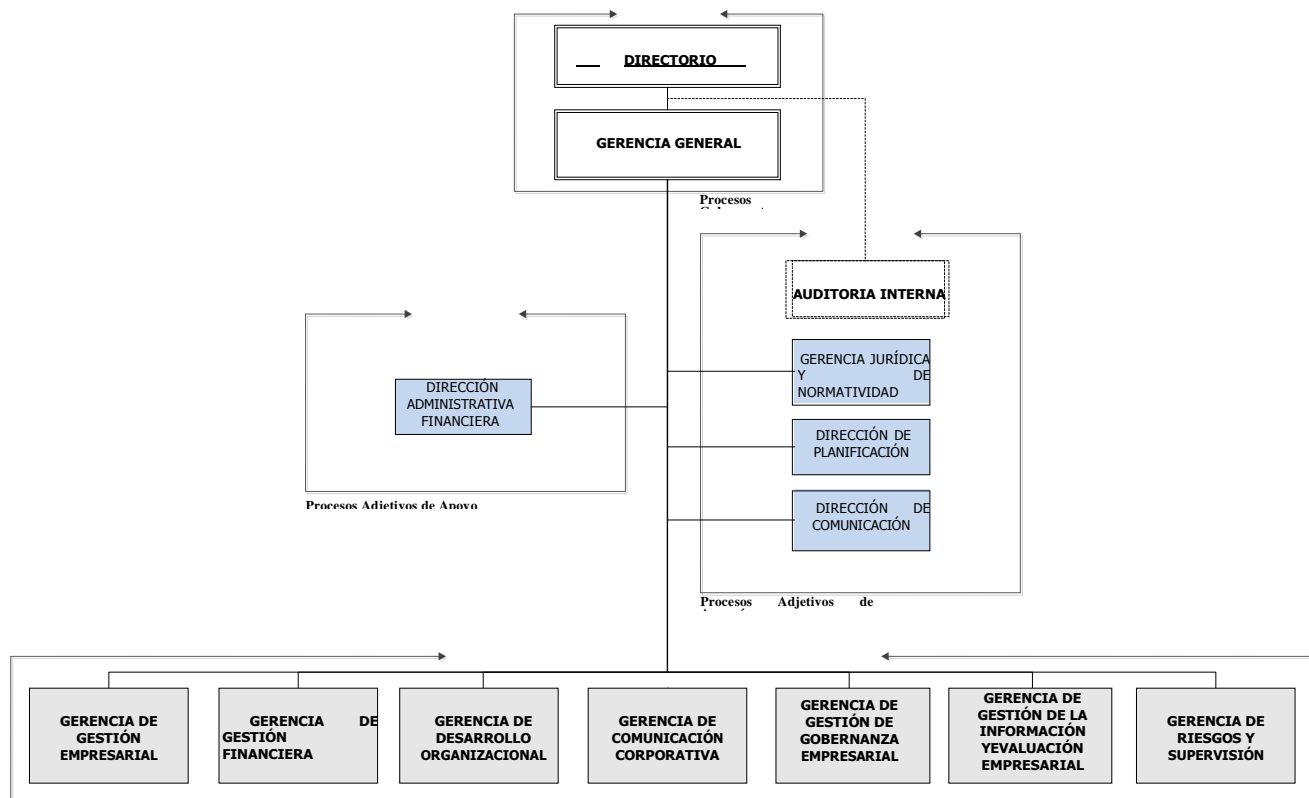 DIRECTORIO
GERENCIA GENERAL
Procesos
AUDITORIA INTERNA
GERENCIA JURÍDICA
Y DE
NORMATIVIDAD
DIRECCIÓN
ADMINISTRATIVA
FINANCIERA
DIRECCIÓN DE
PLANIFICACIÓN
DIRECCIÓN DE
COMUNICACIÓN
Procesos Adjetivos de Apoyo
Procesos Adjetivos de
GERENCIA DE
GESTIÓN
EMPRESARIAL
GERENCIA DE
GESTIÓN
FINANCIERA
GERENCIA DE
DESARROLLO
ORGANIZACIONAL
GERENCIA DE
COMUNICACIÓN
CORPORATIVA
GERENCIA DE
GESTIÓN DE
GOBERNANZA
EMPRESARIAL
GERENCIA DE
GESTIÓN DE LA
INFORMACIÓN
YEVALUACIÓN
EMPRESARIAL
GERENCIA DE
RIESGOS Y
SUPERVISIÓN